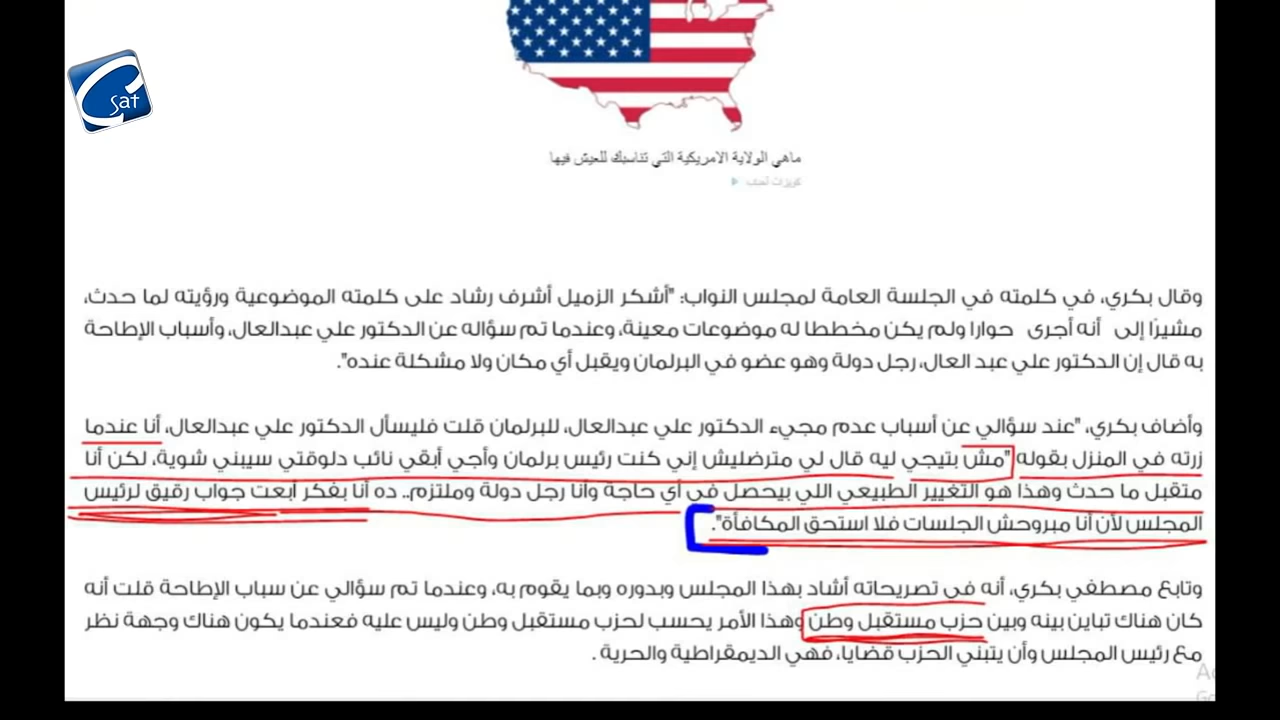 C Sat
ماهي الولاية الامريكية التي تناسبك للعيش فيها
كويزات أحداب
وقال بكري، في كلمته في الجلسة العامة لمجلس النواب: "أشكر الزميل أشرف رشاد على كلمته الموضوعية ورؤيته لما حدث،
مشيرًا إلى أنه أجرى حوارا ولم يكن مخططا له موضوعات معينة، وعندما تم سؤاله عن الدكتور علي عبدالعال، وأسباب الإطاحة
به قال إن الدكتور علي عبد العال، رجل دولة وهو عضو في البرلمان ويقبل أي مكان ولا مشكلة عنده".
وأضاف بكري، "عند سؤالي عن أسباب عدم مجيء الدكتور علي عبدالعال، للبرلمان قلت فليسأل الدكتور علي عبدالعال، أنا عندما
زرته في المنزل بقوله "مش بتيجي ليه قال لي مترضليش إني كنت رئيس برلمان وأجي أبقي نائب دلوقتي سيبني شوية، لكن أنا
متقبل ما حدث وهذا هو التغيير الطبيعي اللي بيحصل في أي حاجة وأنا رجل دولة وملتزم.. ده أنا بفكر أبعت جواب رقيق لرئيس
المجلس لأن أنا مبروحش الجلسات فلا استحق المكافأة".
وتابع مصطفي بكري، أنه في تصريحاته أشاد بهذا المجلس وبدوره وبما يقوم به، وعندما تم سؤالي عن سباب الإطاحة قلت أنه
كان هناك تباين بينه وبين حزب مستقبل وطن وهذا الأمر يحسب لحزب مستقبل وطن وليس عليه فعندما يكون هناك وجهة نظر
مع رئيس المجلس وأن يتبني الحزب قضايا، فهي الديمقراطية والحرية .